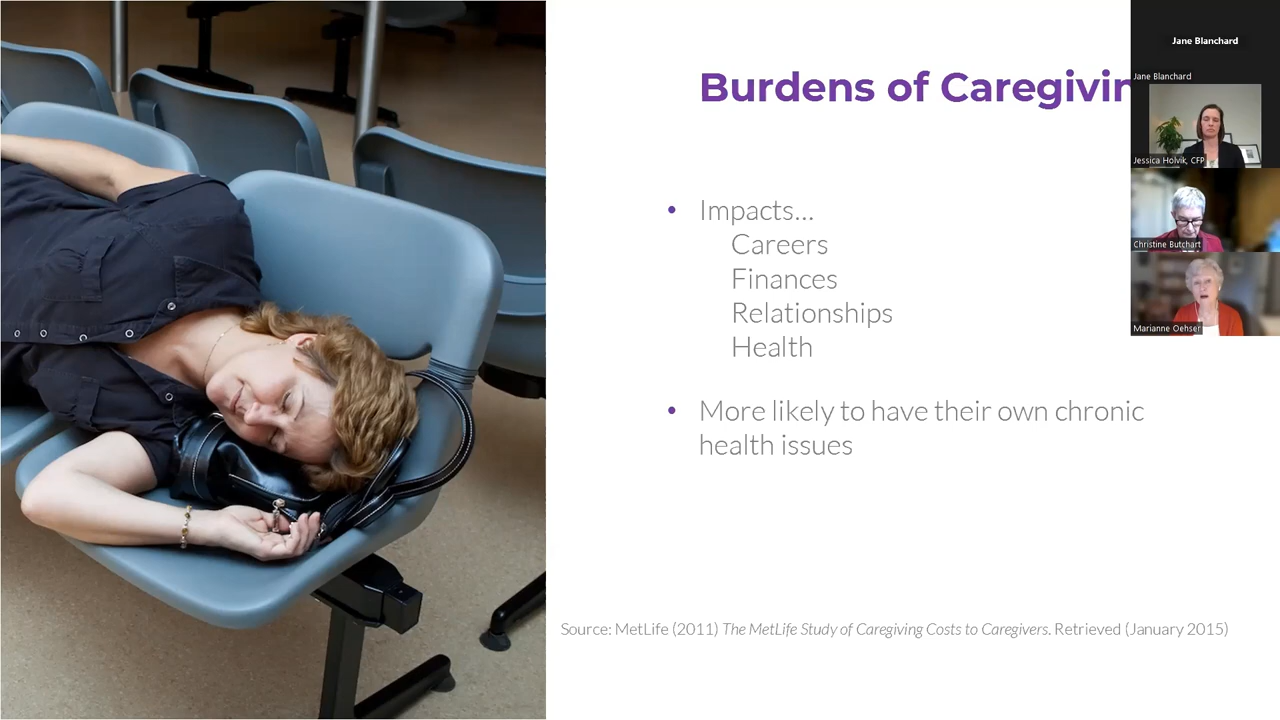 Burdens of Caregivin
• Impacts...
Careers
Finances
Relationships
Health
• More likely to have their own chronic
health issues
Source: MetLife (2011) The MetLife Study of Caregiving Costs to Caregivers. Retrieved (January 2015)
Jane Blanchard
Jane Blanchard
Jessica Holvik, CFP
Christine Butchart
Marianne Oehser